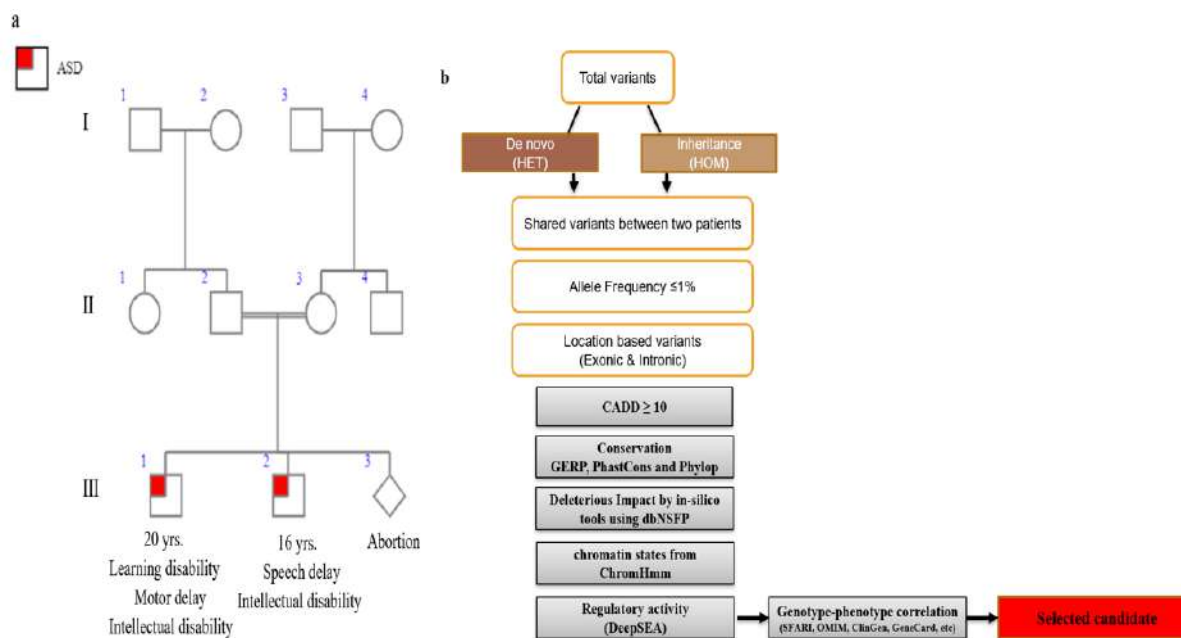 a
ASD
1
2
3
4
I
1
2
3
4
II
1
2
3
III
20 yrs.
Learning disability
Motor delay
Intellectual disability
16 yrs.
Speech delay
Intellectual disability
Abortion
b
Total variants
De novo
(HET)
Inheritance
(HOM)
Shared variants between two patients
Allele Frequency ≤1%
Location based variants
(Exonic & Intronic)
CADD ≥ 10
Conservation
GERP, PhastCons and Phylop
Deleterious Impact by in-silico
tools using dbNSFP
chromatin states from
ChromHmm
Regulatory activity
(DeepSEA)
Genotype-phenotype correlation
(SFARI, OMIM, ClinGen, GeneCard, etc)
Selected candidate